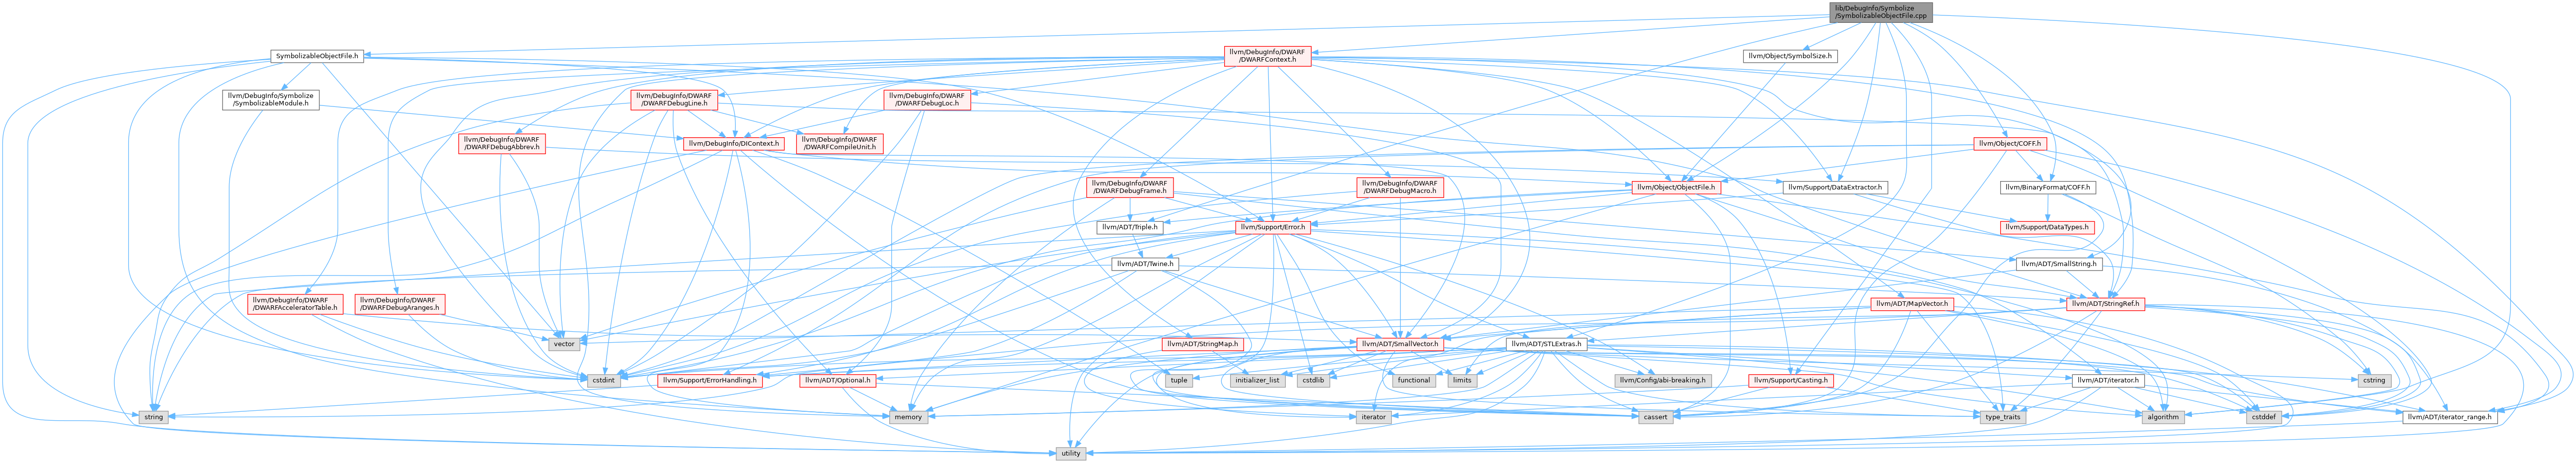 lib/DebugInfo/Symbolize
/SymbolizableObjectFile.cpp
SymbolizableObjectFile.h
llvm/DebugInfo/DWARF
/DWARFContext.h
llvm/Object/SymbolSize.h
llvm/DebugInfo/Symbolize
/SymbolizableModule.h
llvm/DebugInfo/DWARF
/DWARFDebugLine.h
llvm/DebugInfo/DWARF
/DWARFDebugLoc.h
llvm/DebugInfo/DWARF
/DWARFDebugAbbrev.h
llvm/DebugInfo/DIContext.h
llvm/DebugInfo/DWARF
/DWARFCompileUnit.h
llvm/Object/COFF.h
llvm/DebugInfo/DWARF
/DWARFDebugFrame.h
llvm/DebugInfo/DWARF
/DWARFDebugMacro.h
llvm/Object/ObjectFile.h
llvm/Support/DataExtractor.h
llvm/BinaryFormat/COFF.h
llvm/ADT/Triple.h
llvm/Support/Error.h
llvm/Support/DataTypes.h
llvm/ADT/Twine.h
llvm/ADT/SmallString.h
llvm/DebugInfo/DWARF
/DWARFAcceleratorTable.h
llvm/DebugInfo/DWARF
/DWARFDebugAranges.h
llvm/ADT/MapVector.h
llvm/ADT/StringRef.h
vector
llvm/ADT/StringMap.h
llvm/ADT/SmallVector.h
llvm/ADT/STLExtras.h
cstdint
llvm/Support/ErrorHandling.h
llvm/ADT/Optional.h
tuple
initializer_list
cstdlib
functional
limits
llvm/Config/abi-breaking.h
llvm/Support/Casting.h
llvm/ADT/iterator.h
cstring
string
memory
iterator
cassert
type_traits
algorithm
cstddef
llvm/ADT/iterator_range.h
utility